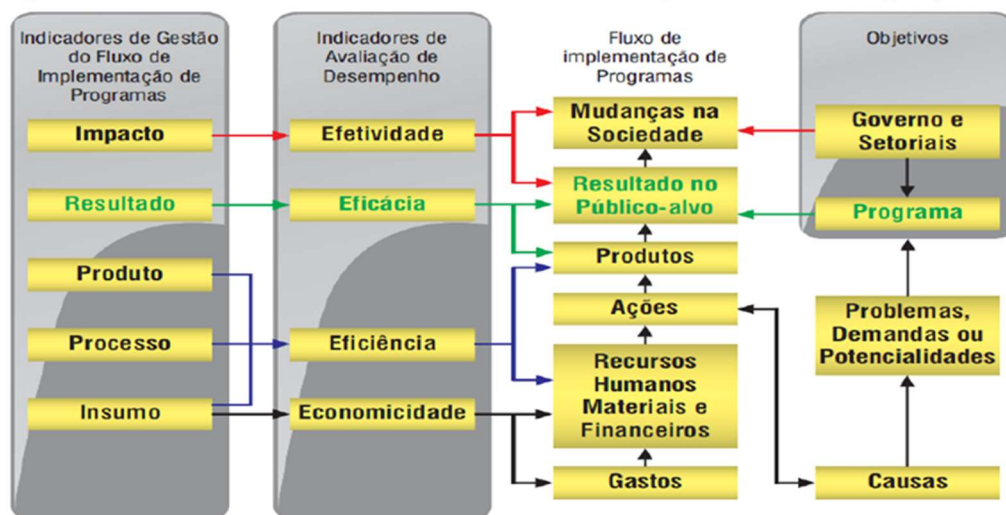 Indicadores de Gestão
do Fluxo de
Implementação de
Programas
Impacto
Resultado
Produto
Processo
Insumo
Indicadores de
Avaliação de
Desempenho
Efetividade
Eficácia
Eficiência
Economicidade
Fluxo de
implementação de
Programas
Mudanças na
Sociedade
Resultado no
Público-alvo
Produtos
Ações
Recursos
Humanos
Materiais e
Financeiros
Gastos
Objetivos
Governo e
Setoriais
Programa
Problemas,
Demandas ou
Potencialidades
Causas